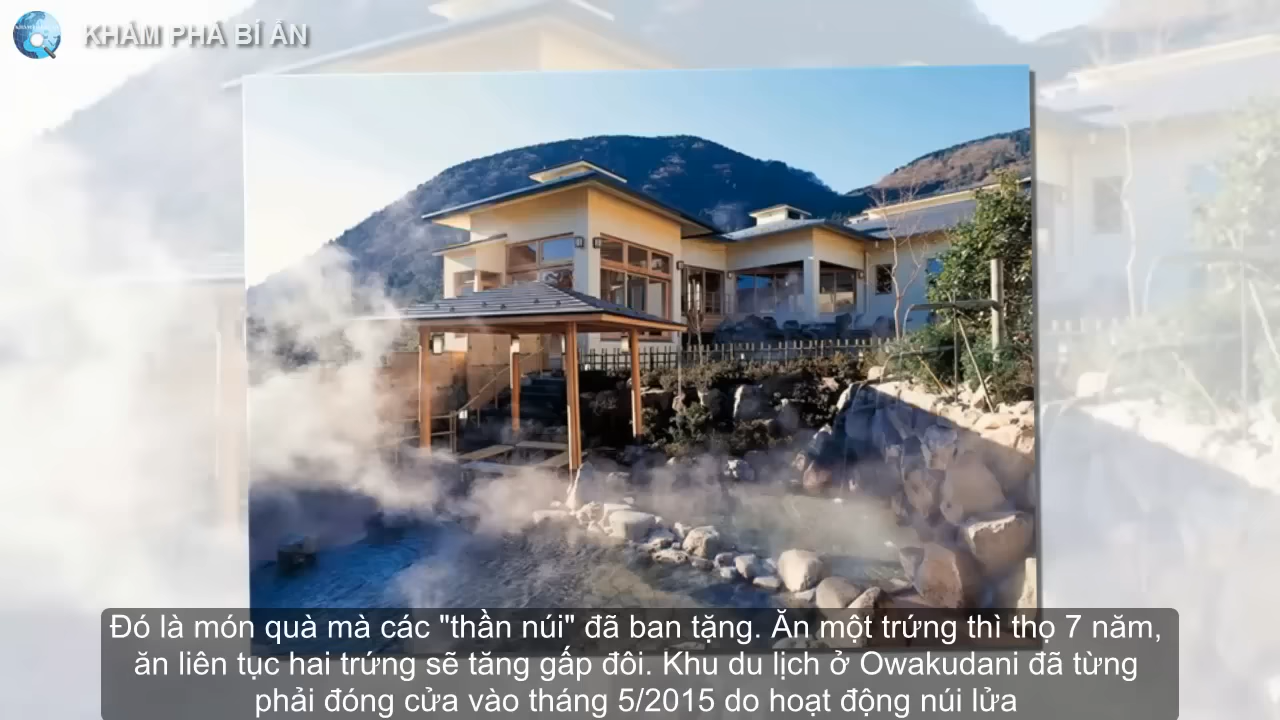 KHÁM PHÁ BÍ ẨN
Đó là món quà mà các "thần núi" đã ban tặng. Ăn một trứng thì thọ 7 năm,
ăn liên tục hai trứng sẽ tăng gấp đôi. Khu du lịch ở Owakudani đã từng
phải đóng cửa vào tháng 5/2015 do hoạt động núi lửa